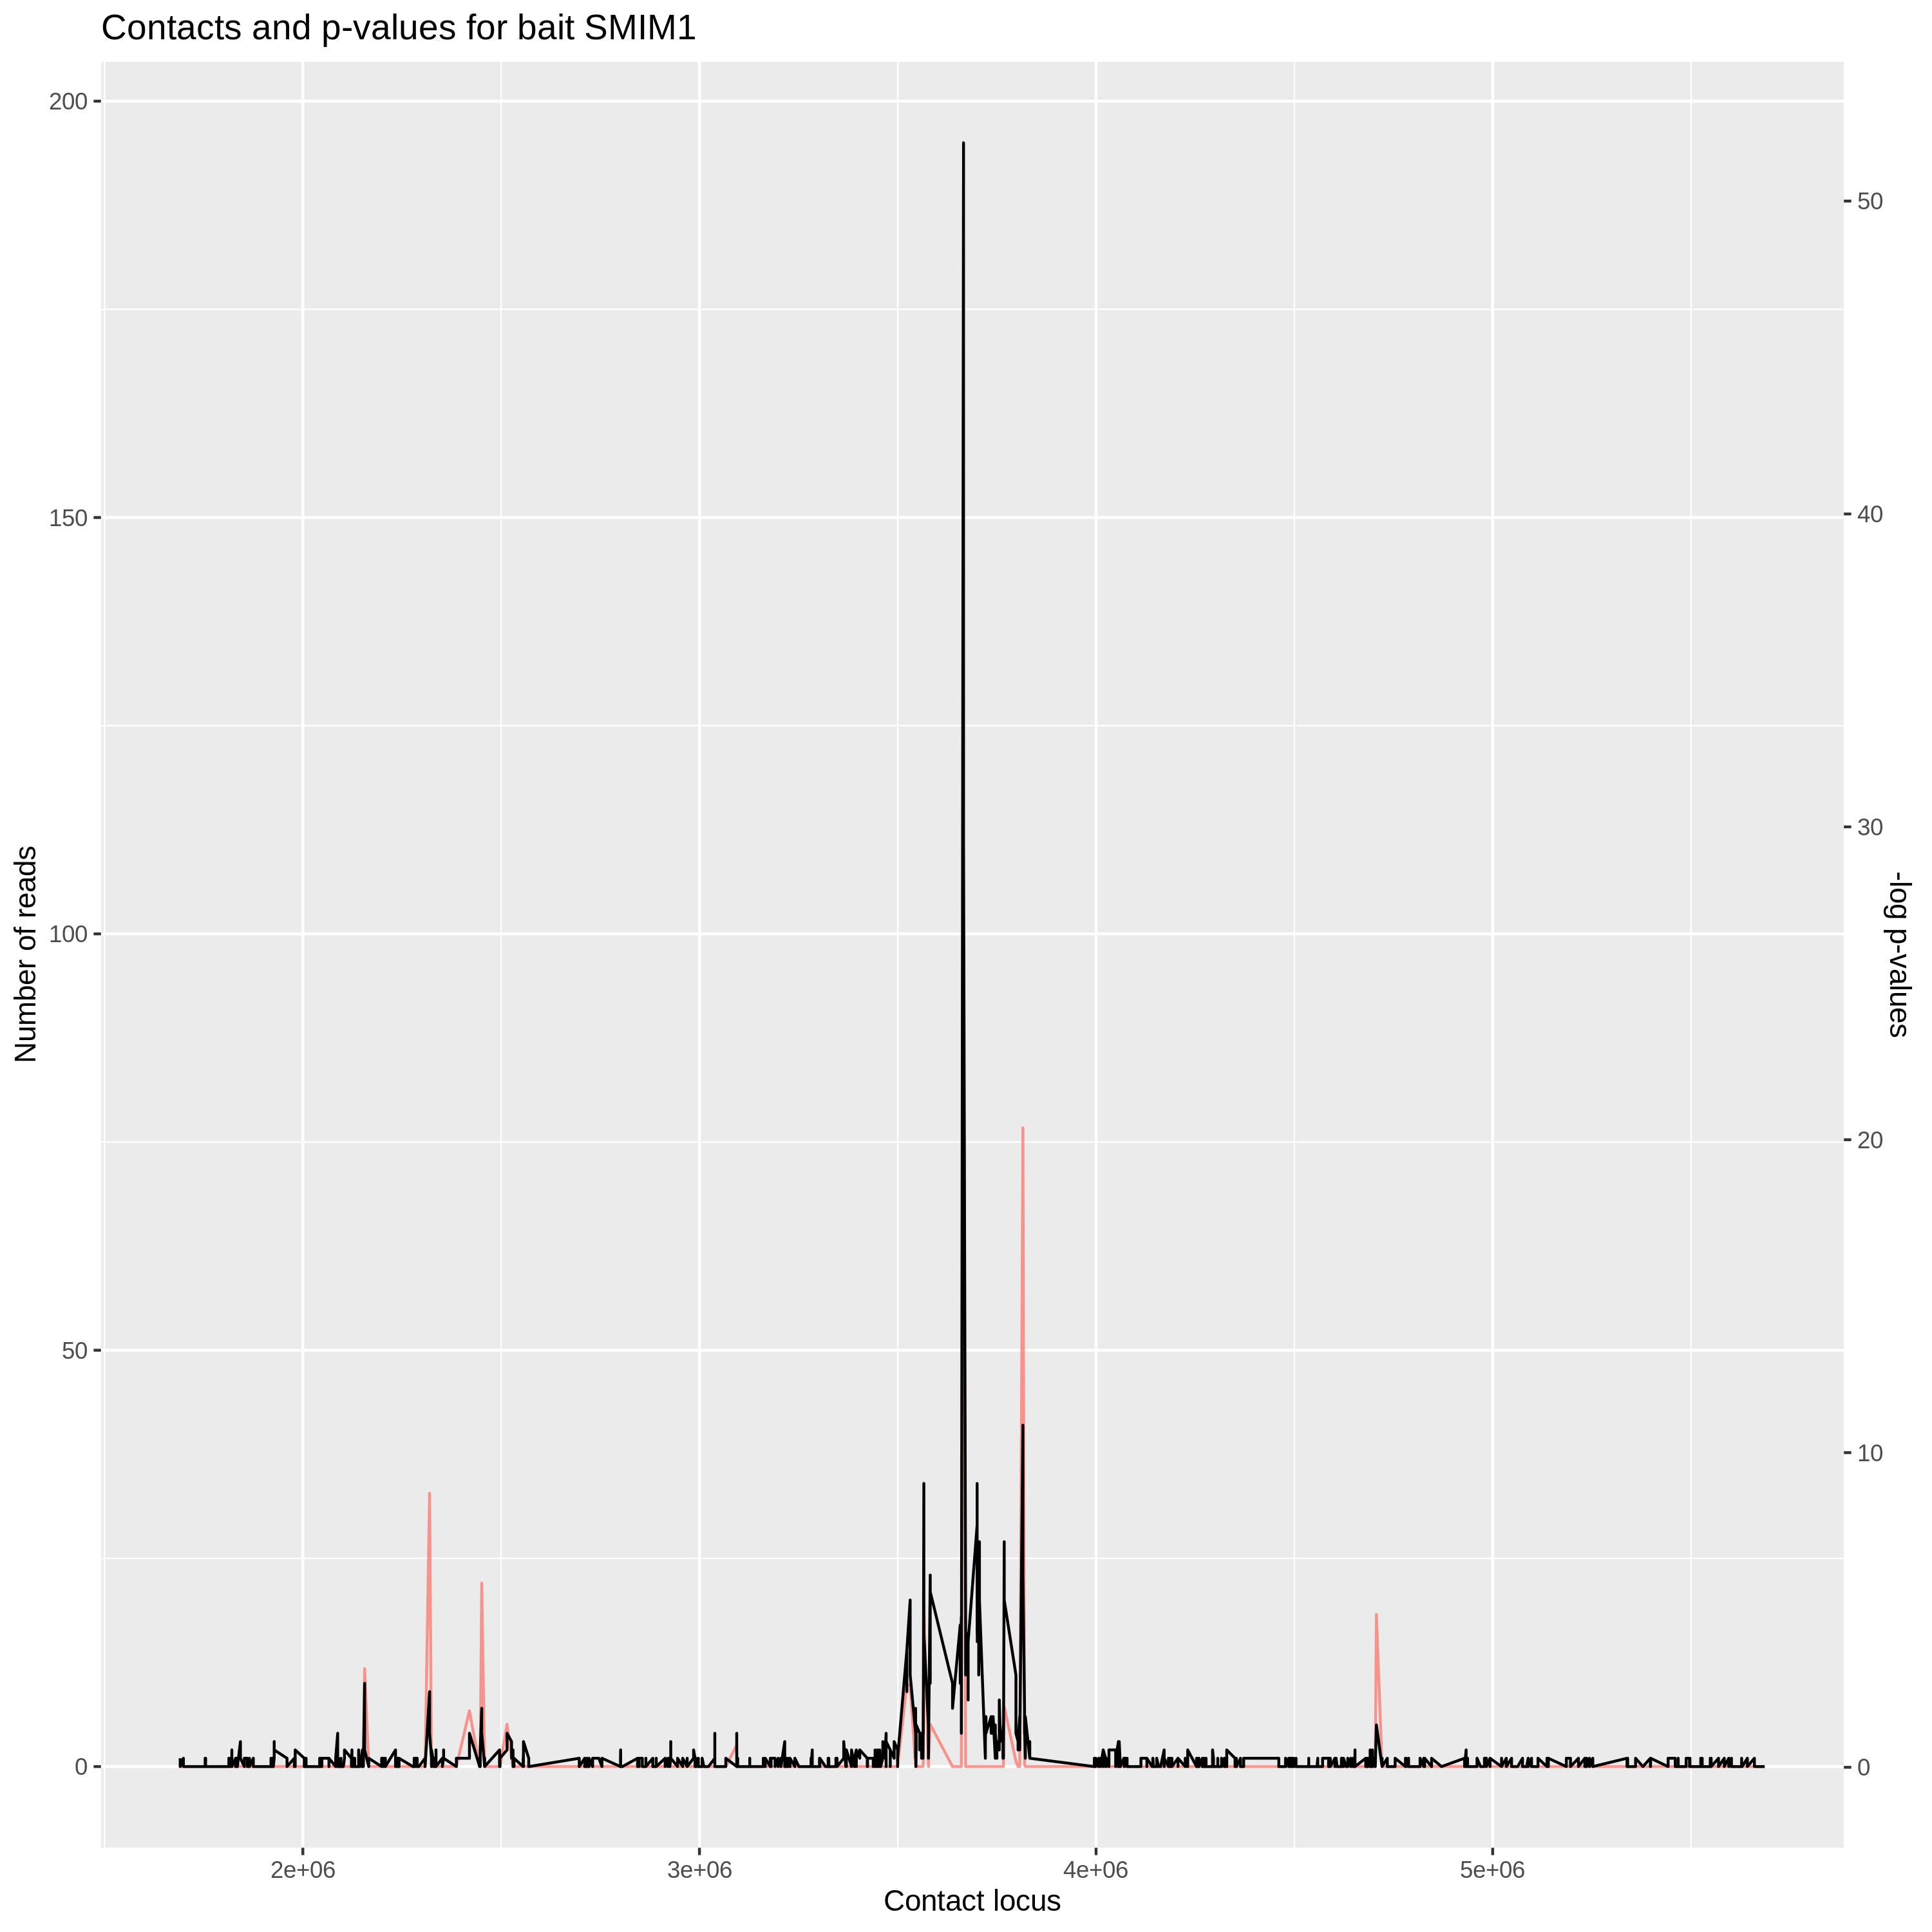 Contacts and p-values for bait SMIM1
200
150
100
50
0
Number of reads
50
40
30
20
10
0
-log p-values
2e+06
3e+06
4e+06
5e+06
Contact locus